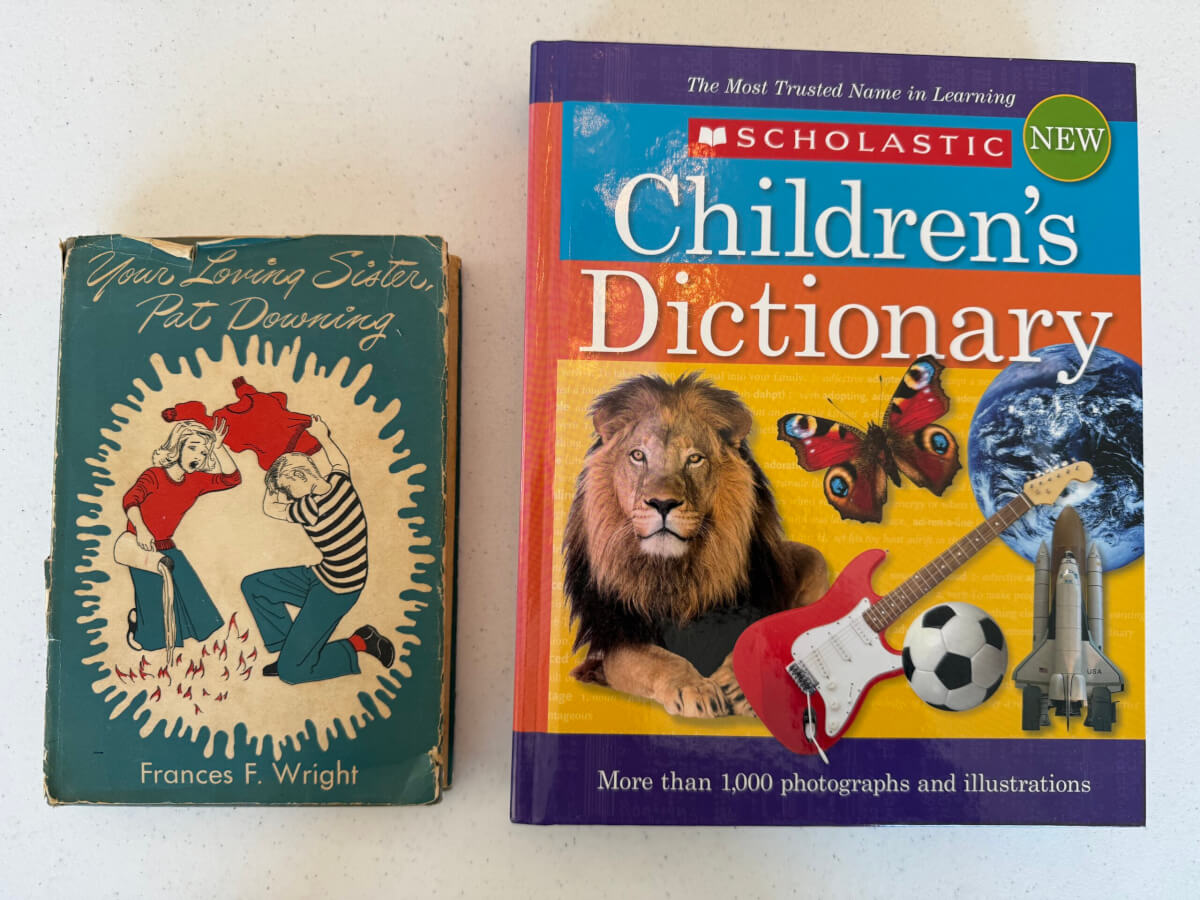 Your Loving Sister,
Pat Downing
Frances F. Wright
The Most Trusted Name in Learning
SCHOLASTIC
NEW
Children's
Dictionary
USA
More than 1,000 photographs and illustrations